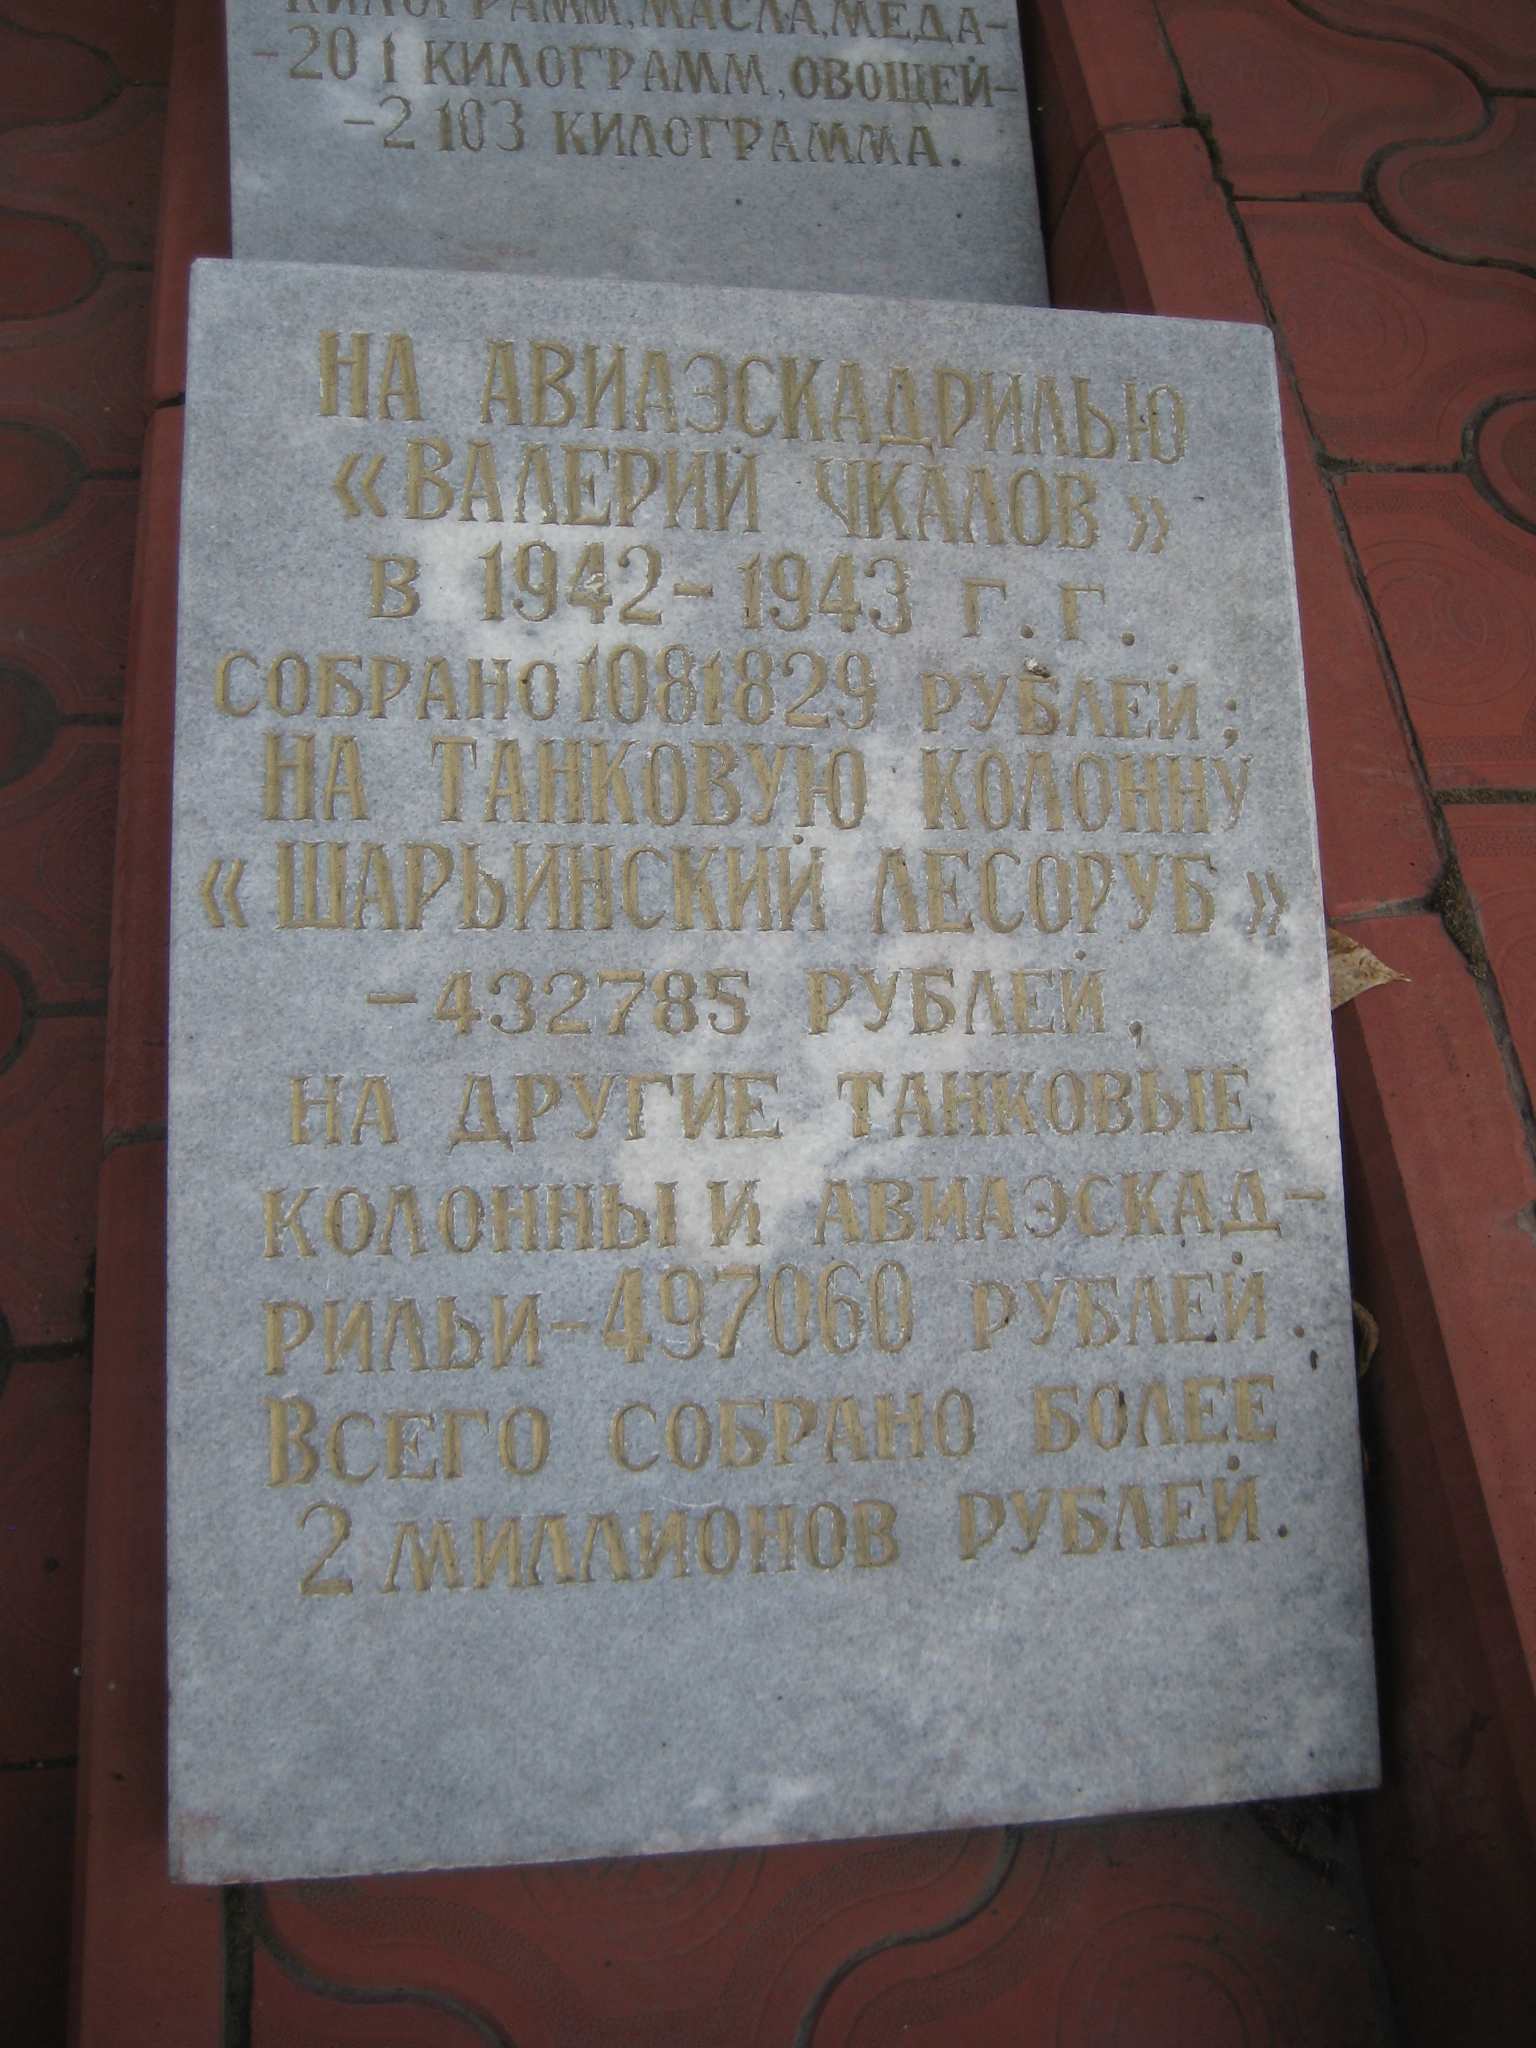 КИЛОГРАММ, МАСЛА, МЕДА-
-20 1 КИЛОГРАММ, ОВОЩЕЙ-
-2 103 КИЛОГРАММА.
НА АВИАЭСКАДРИЛЬЮ
«ВАЛЕРИЙ ЧКАЛОВ»
В 1942-1943 Г.Г.
СОБРАНО 1081829 РУБЛЕЙ;
НА ТАНКОВУЮ КОЛОННУ
«ШАРЬИНСКИЙ ЛЕСОРУБ»
-432785 РУБЛЕЙ,
НА ДРУГИЕ ТАНКОВЫЕ
КОЛОННЫ И АВИАЭСКАД-
РИЛЬИ-497060 РУБЛЕЙ.
ВСЕГО СОБРАНО БОЛЕЕ
2 МИЛЛИОНОВ РУБЛЕЙ.